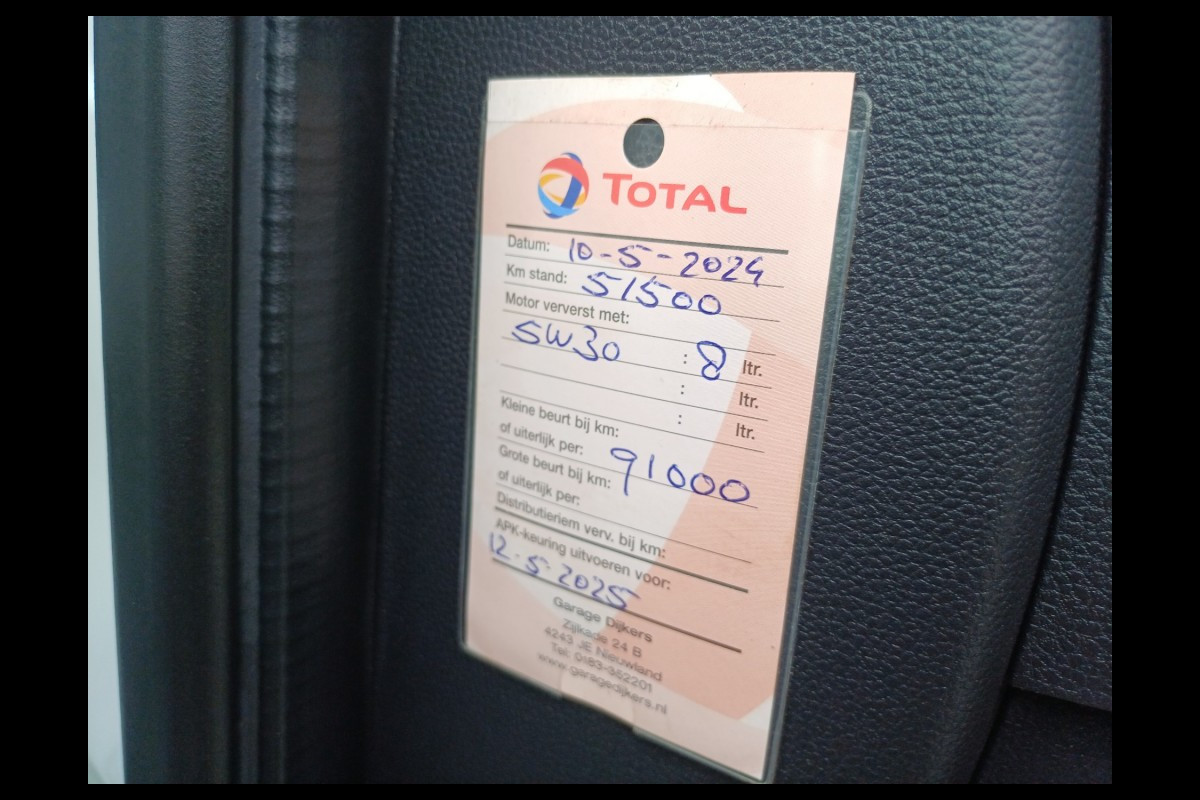 TOTAL
Datum: 10-5-2024
Km stand: 51500
Motor ververst met:
5W30 : 8 ltr.
: ltr.
: ltr.
Kleine beurt bij km:
of uiterlijk per:
Grote beurt bij km: 91000
of uiterlijk per:
Distributieriem verv. bij km:
APK-keuring uitvoeren voor:
12-5-2025
Garage Dijkers
Zijlkade 24 B
4243 JE Nieuwland
Tel: 0183-352201
www.garagedijkers.nl